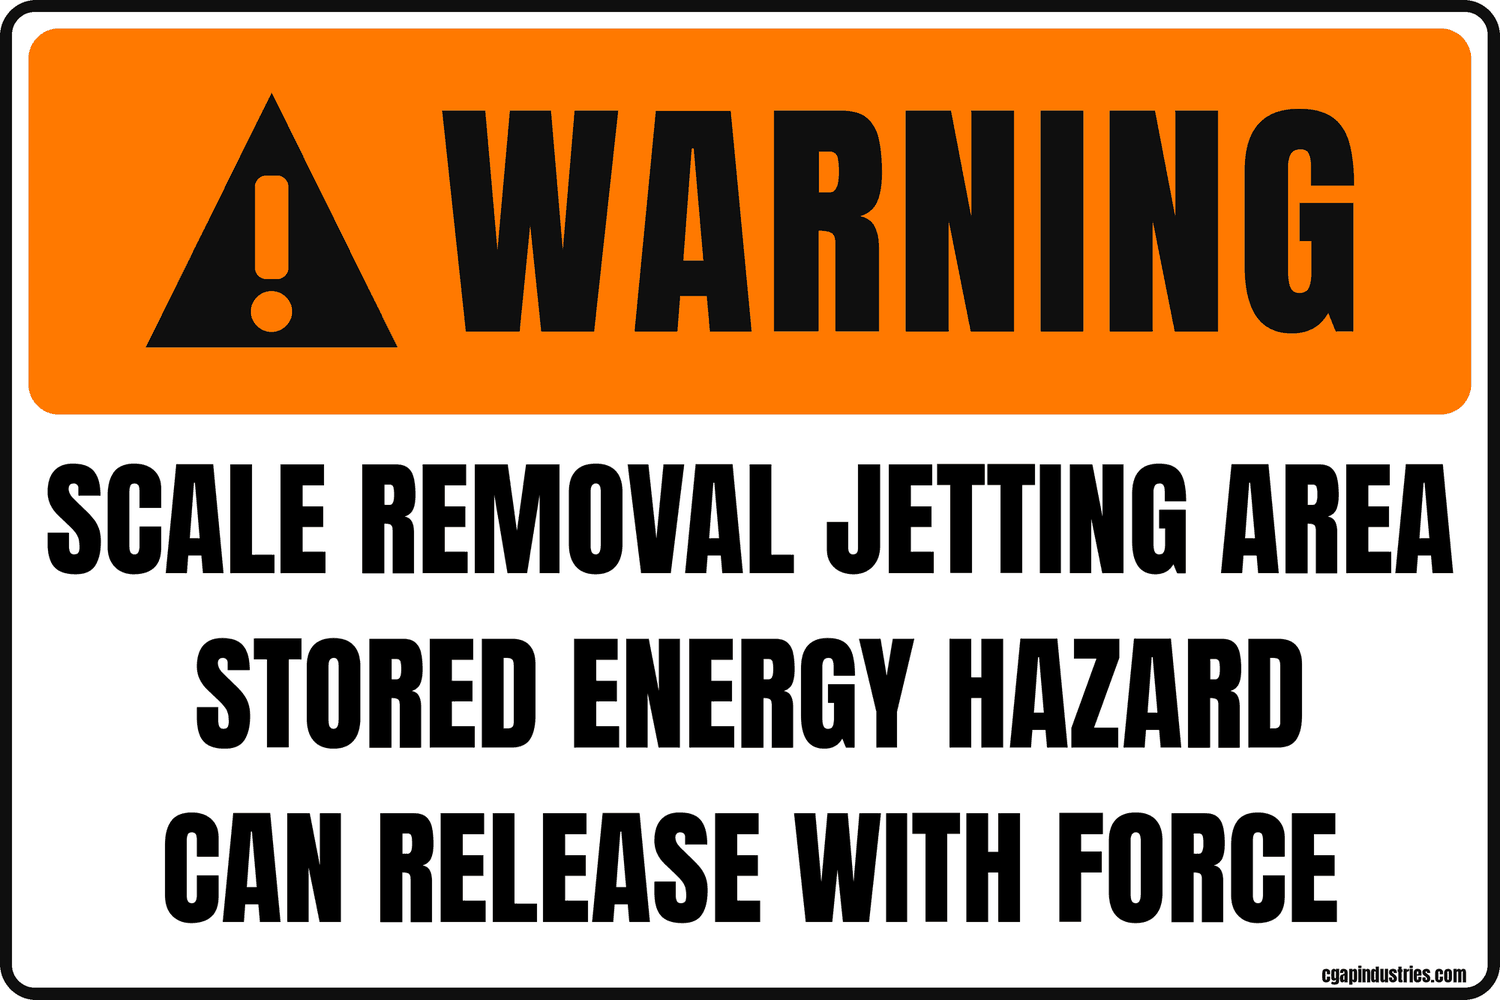 WARNING
SCALE REMOVAL JETTING AREA
STORED ENERGY HAZARD
CAN RELEASE WITH FORCE
cgapindustries.com